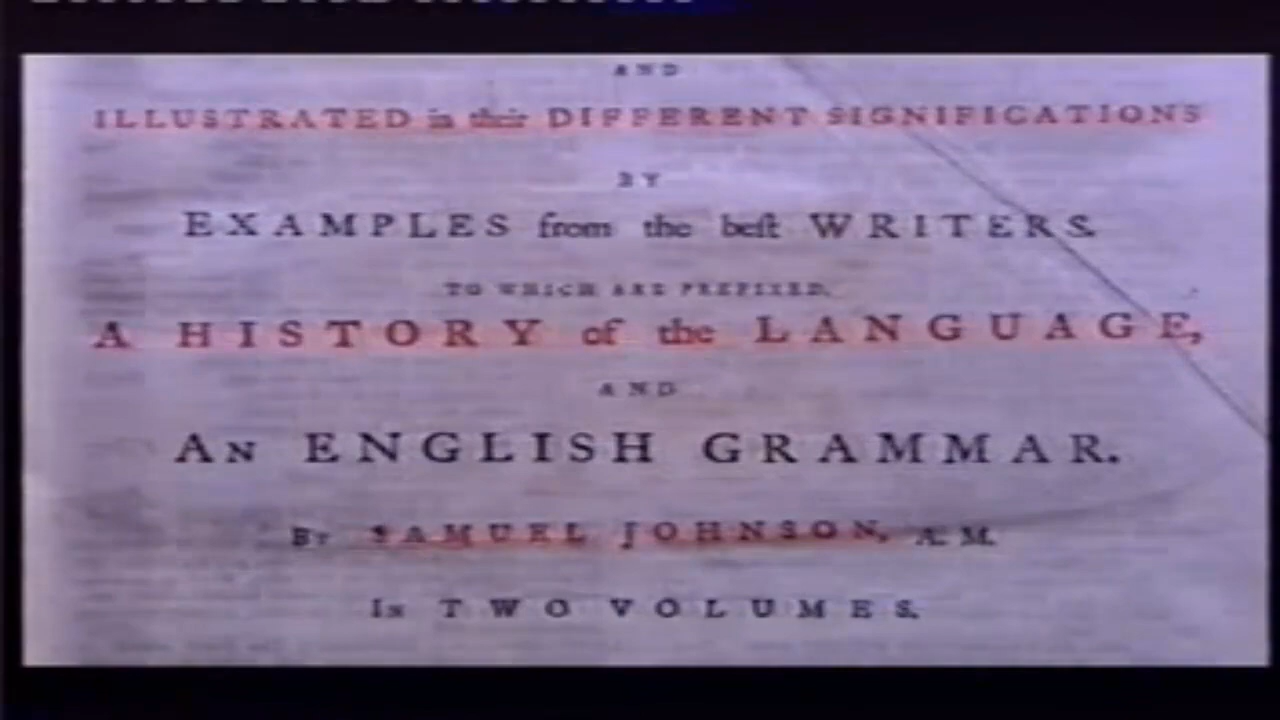 AND
ILLUSTRATED in their DIFFERENT SIGNIFICATIONS
BY
EXAMPLES from the beſt WRITERS.
TO WHICH ARE PREFIXED,
A HISTORY of the LANGUAGE,
AND
AN ENGLISH GRAMMAR.
BY SAMUEL JOHNSON, A.M.
IN TWO VOLUMES.